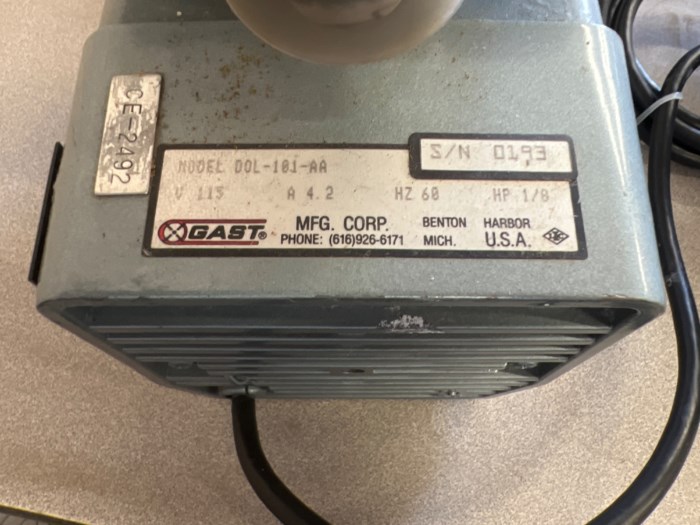 CE-2492
MODEL DOL-101-AA
S/N 0193
V 115 A 4.2 HZ 60 HP 1/8
GAST®
MFG. CORP. BENTON HARBOR
PHONE: (616)926-6171 MICH. U.S.A.